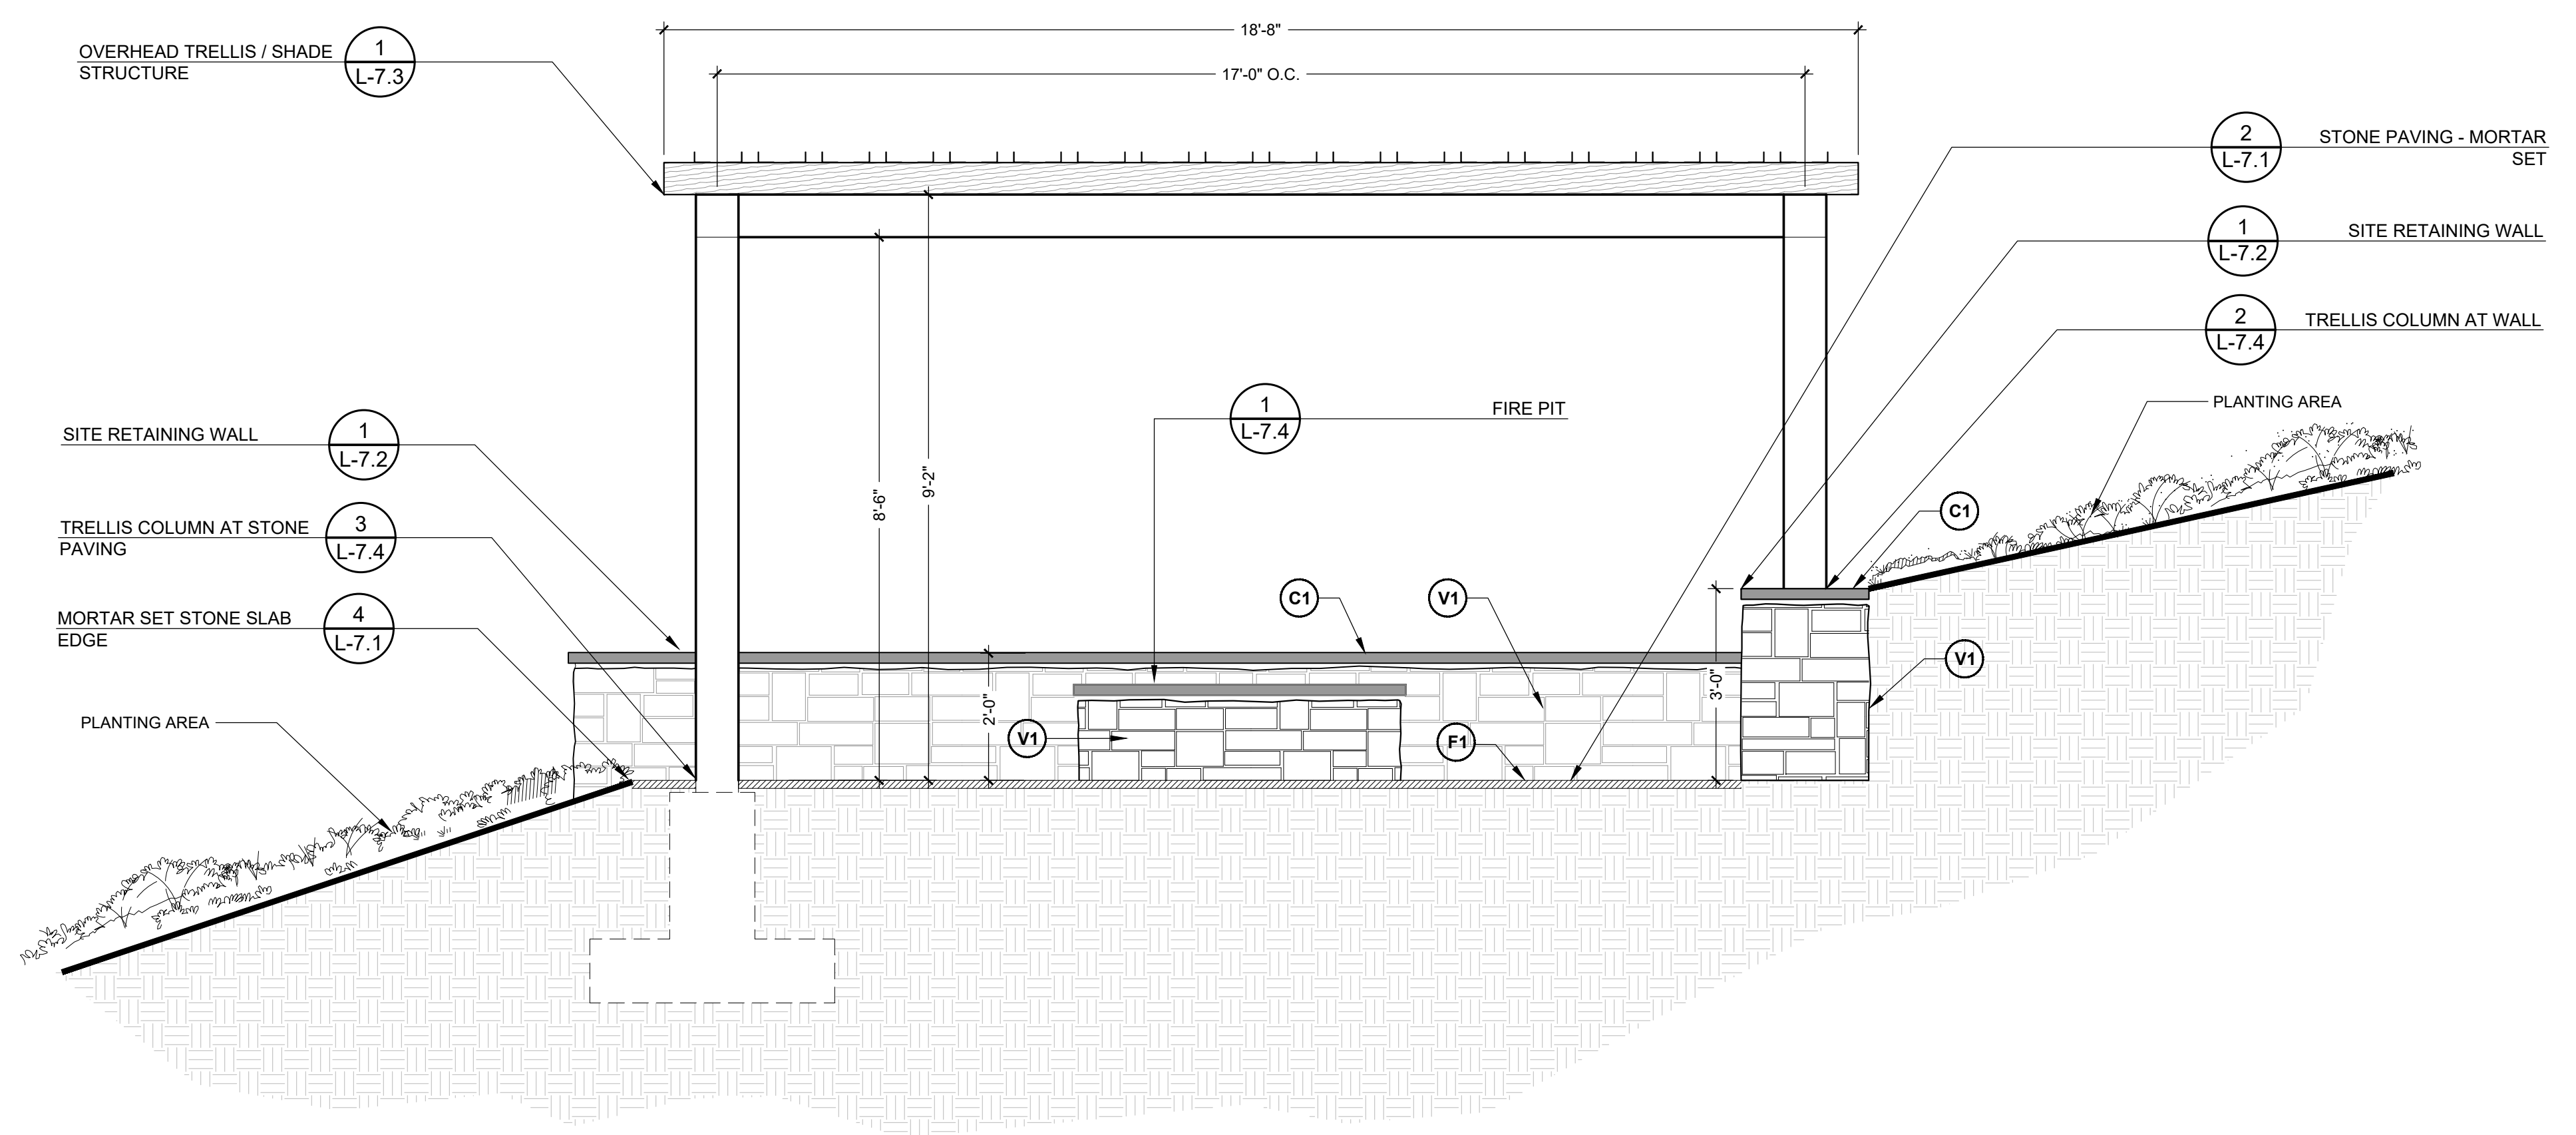 18'-8"
OVERHEAD TRELLIS / SHADE
STRUCTURE
1
L-7.3
17'-0" O.C.
2
L-7.1
STONE PAVING - MORTAR
SET
1
L-7.2
SITE RETAINING WALL
2
L-7.4
TRELLIS COLUMN AT WALL
PLANTING AREA
1
L-7.4
FIRE PIT
SITE RETAINING WALL
1
L-7.2
8'-6"
9'-2"
TRELLIS COLUMN AT STONE
PAVING
3
L-7.4
C1
MORTAR SET STONE SLAB
EDGE
4
L-7.1
C1
V1
V1
2'-0"
3'-0"
PLANTING AREA
V1
F1